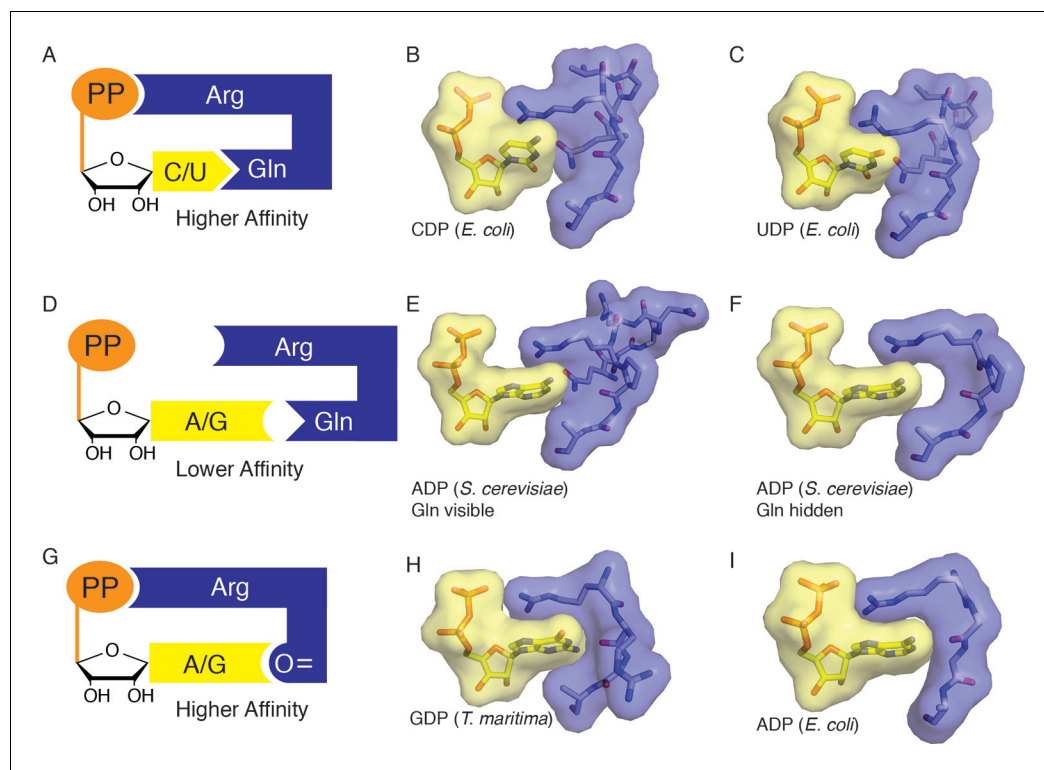 A
PP
Arg
O
C/U
Gln
OH
OH
Higher Affinity
B
CDP (E. coli)
C
UDP (E. coli)
D
PP
Arg
O
A/G
Gln
OH
OH
Lower Affinity
E
ADP (S. cerevisiae)
Gln visible
F
ADP (S. cerevisiae)
Gln hidden
G
PP
Arg
O
A/G
O=
OH
OH
Higher Affinity
H
GDP (T. maritima)
I
ADP (E. coli)